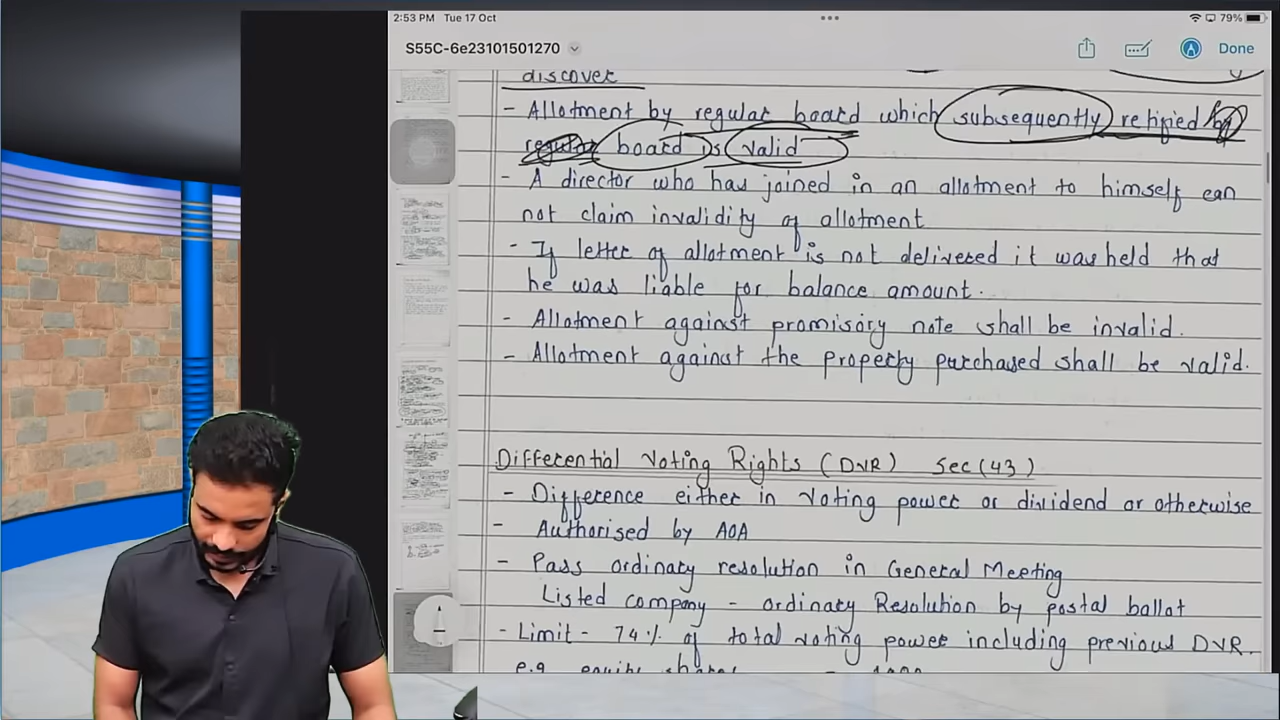 2:53 PM Tue 17 Oct
79%
S55C-6e23101501270
Done
discover
- Allotment by regular board which subsequently retified by
board is valid
- A director who has joined in an allotment to himself can
not claim invalidity of allotment
- If letter of allotment is not delivered it was held that
he was liable for balance amount.
- Allotment against promisory note shall be invalid.
- Allotment against the property purchased shall be valid.
Differential Voting Rights (DVR) Sec (43)
- Difference either in voting power or dividend or otherwise
- Authorised by AOA
- Pass ordinary resolution in General Meeting
Listed company - ordinary Resolution by postal ballot
- Limit - 74% of total voting power including previous DVR.
e.g. equity shares - 1000